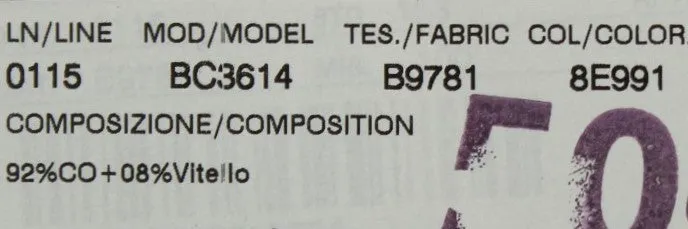 LN/LINE MOD/MODEL TES./FABRIC COL/COLOR
0115 BC3614 B9781 8E991
COMPOSIZIONE/COMPOSITION
92%CO+08%Vitello